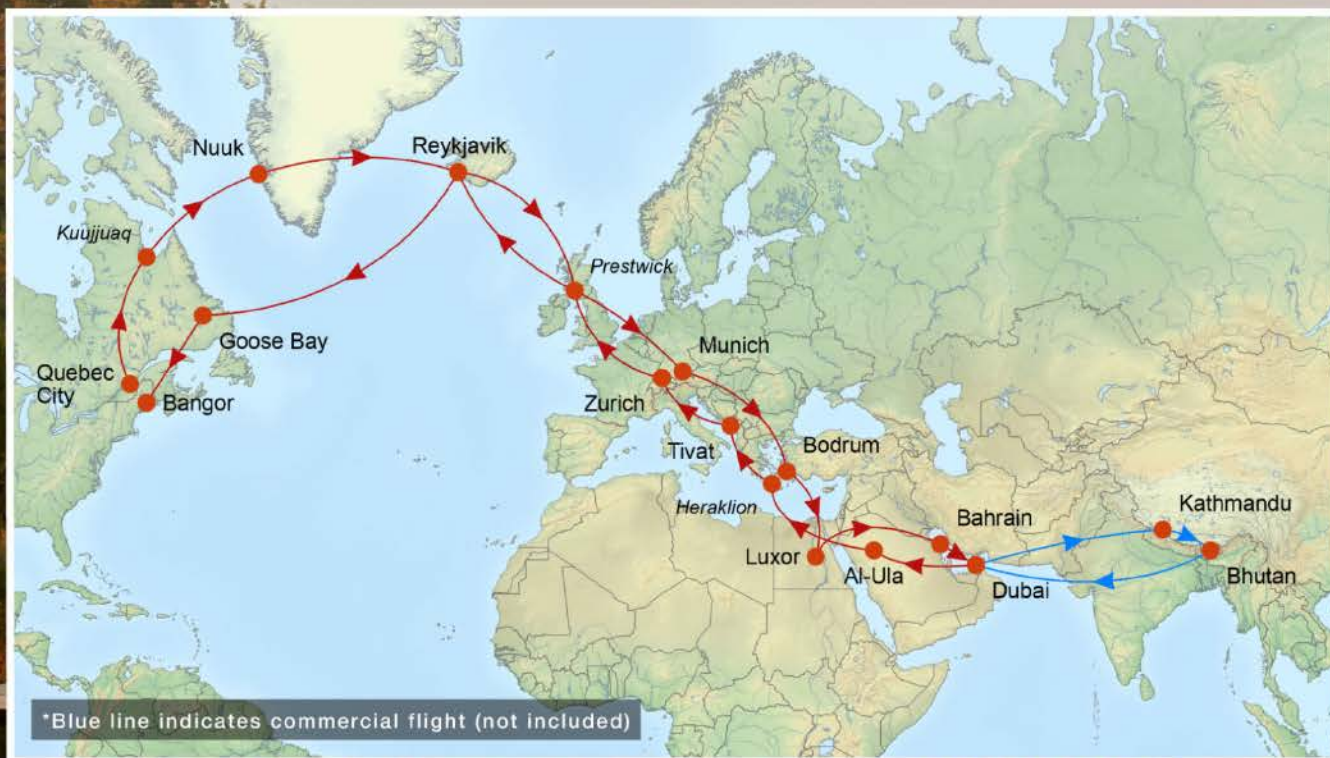 Nuuk
Reykjavik
Kuujjuaq
Prestwick
Goose Bay
Munich
Quebec
City
Bangor
Zurich
Tivat
Bodrum
Heraklion
Kathmandu
Bahrain
Luxor
Al-Ula
Dubai
Bhutan
*Blue line indicates commercial flight (not included)